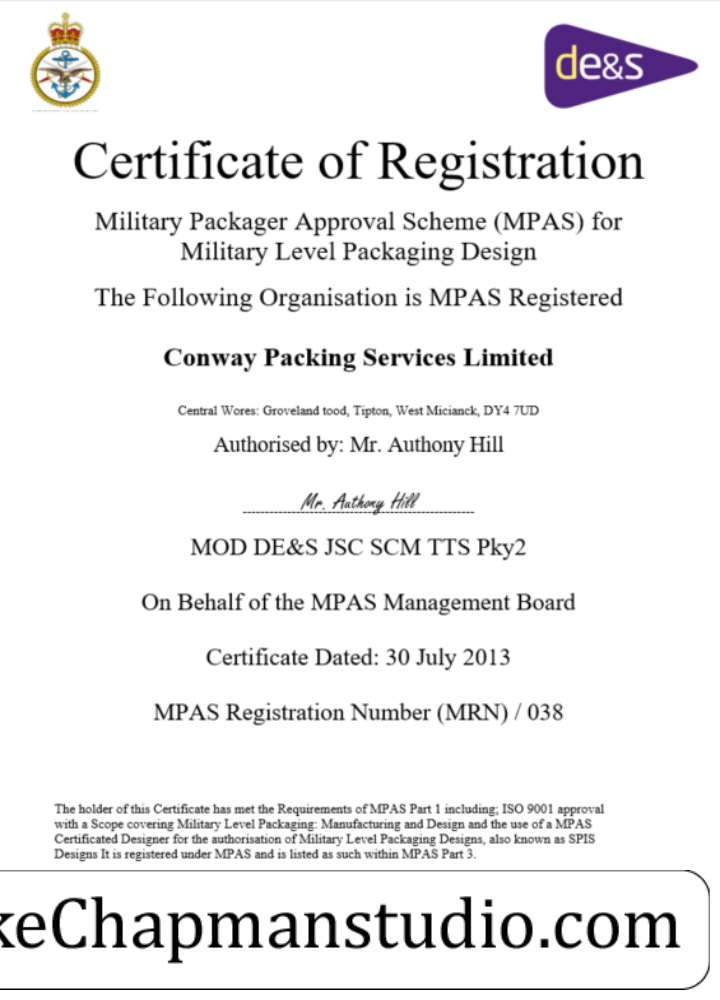 de&s
Certificate of Registration
Military Packager Approval Scheme (MPAS) for
Military Level Packaging Design
The Following Organisation is MPAS Registered
Conway Packing Services Limited
Central Wores: Groveland tood, Tipton, West Micianck, DY4 7UD
Authorised by: Mr. Authony Hill
Mr. Authony Hill
MOD DE&S JSC SCM TTS Pky2
On Behalf of the MPAS Management Board
Certificate Dated: 30 July 2013
MPAS Registration Number (MRN) / 038
The holder of this Certificate has met the Requirements of MPAS Part 1 including; ISO 9001 approval
with a Scope covering Military Level Packaging: Manufacturing and Design and the use of a MPAS
Certificated Designer for the authorisation of Military Level Packaging Designs, also known as SPIS
Designs It is registered under MPAS and is listed as such within MPAS Part 3.
keChapmanstudio.com